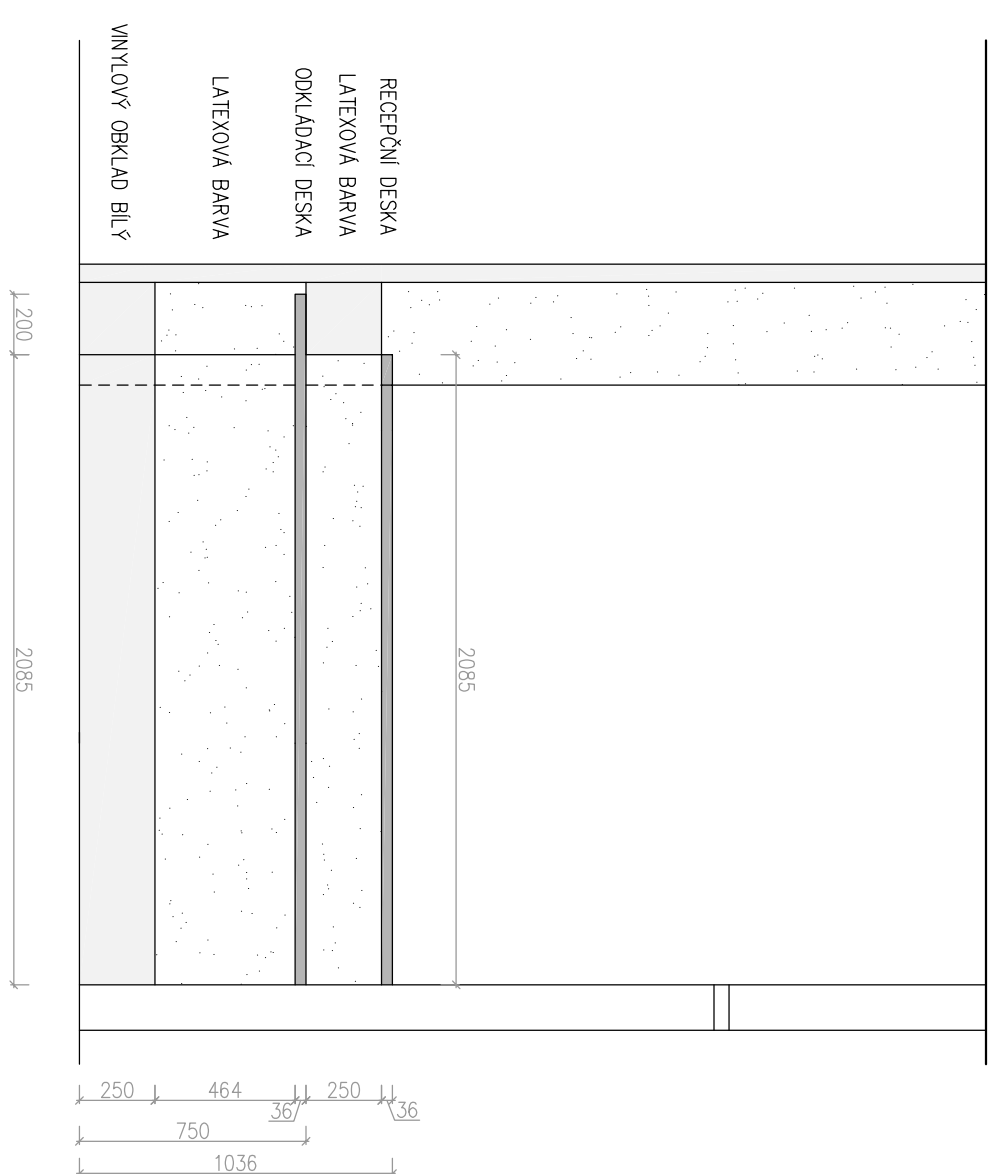 RECEPČNÍ DESKA
LATEXOVÁ BARVA
ODKLÁDACÍ DESKA
LATEXOVÁ BARVA
VINYLOVÝ OBKLAD BÍLÝ
2085
200
2085
250
464
36
250
36
750
1036